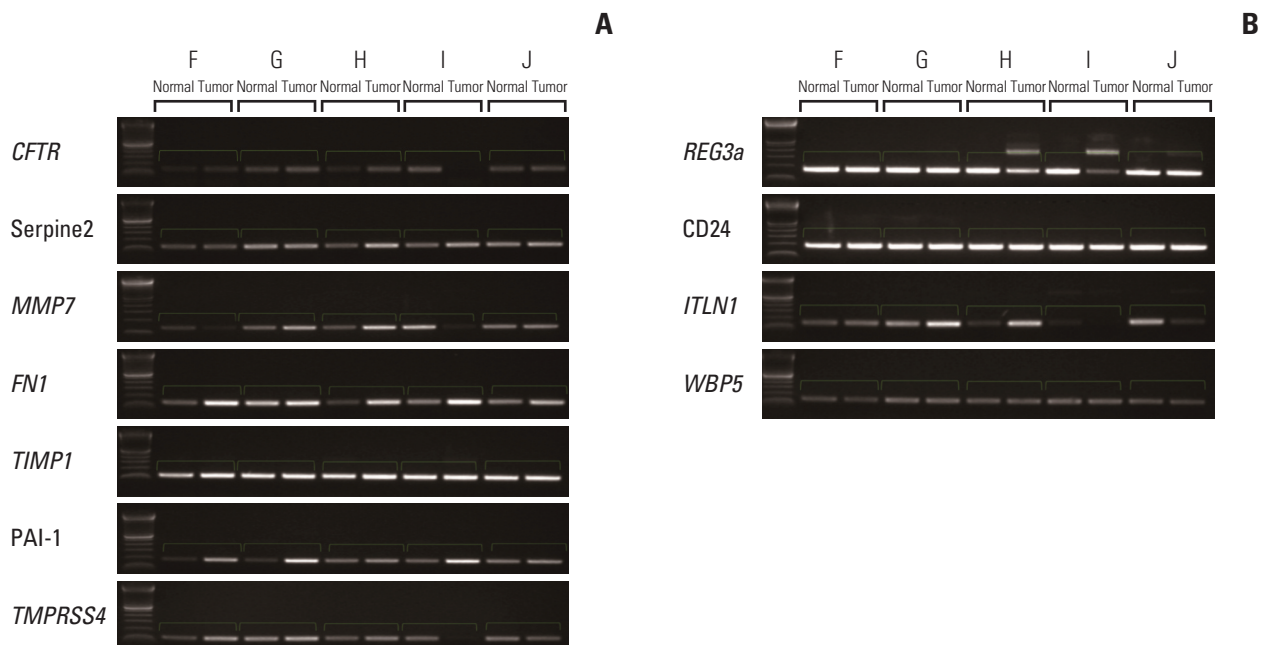 A
F G H I J
Normal Tumor Normal Tumor Normal Tumor Normal Tumor Normal Tumor
CFTR
Serpine2
MMP7
FN1
TIMP1
PAI-1
TMPRSS4
B
F G H I J
Normal Tumor Normal Tumor Normal Tumor Normal Tumor Normal Tumor
REG3a
CD24
ITLN1
WBP5